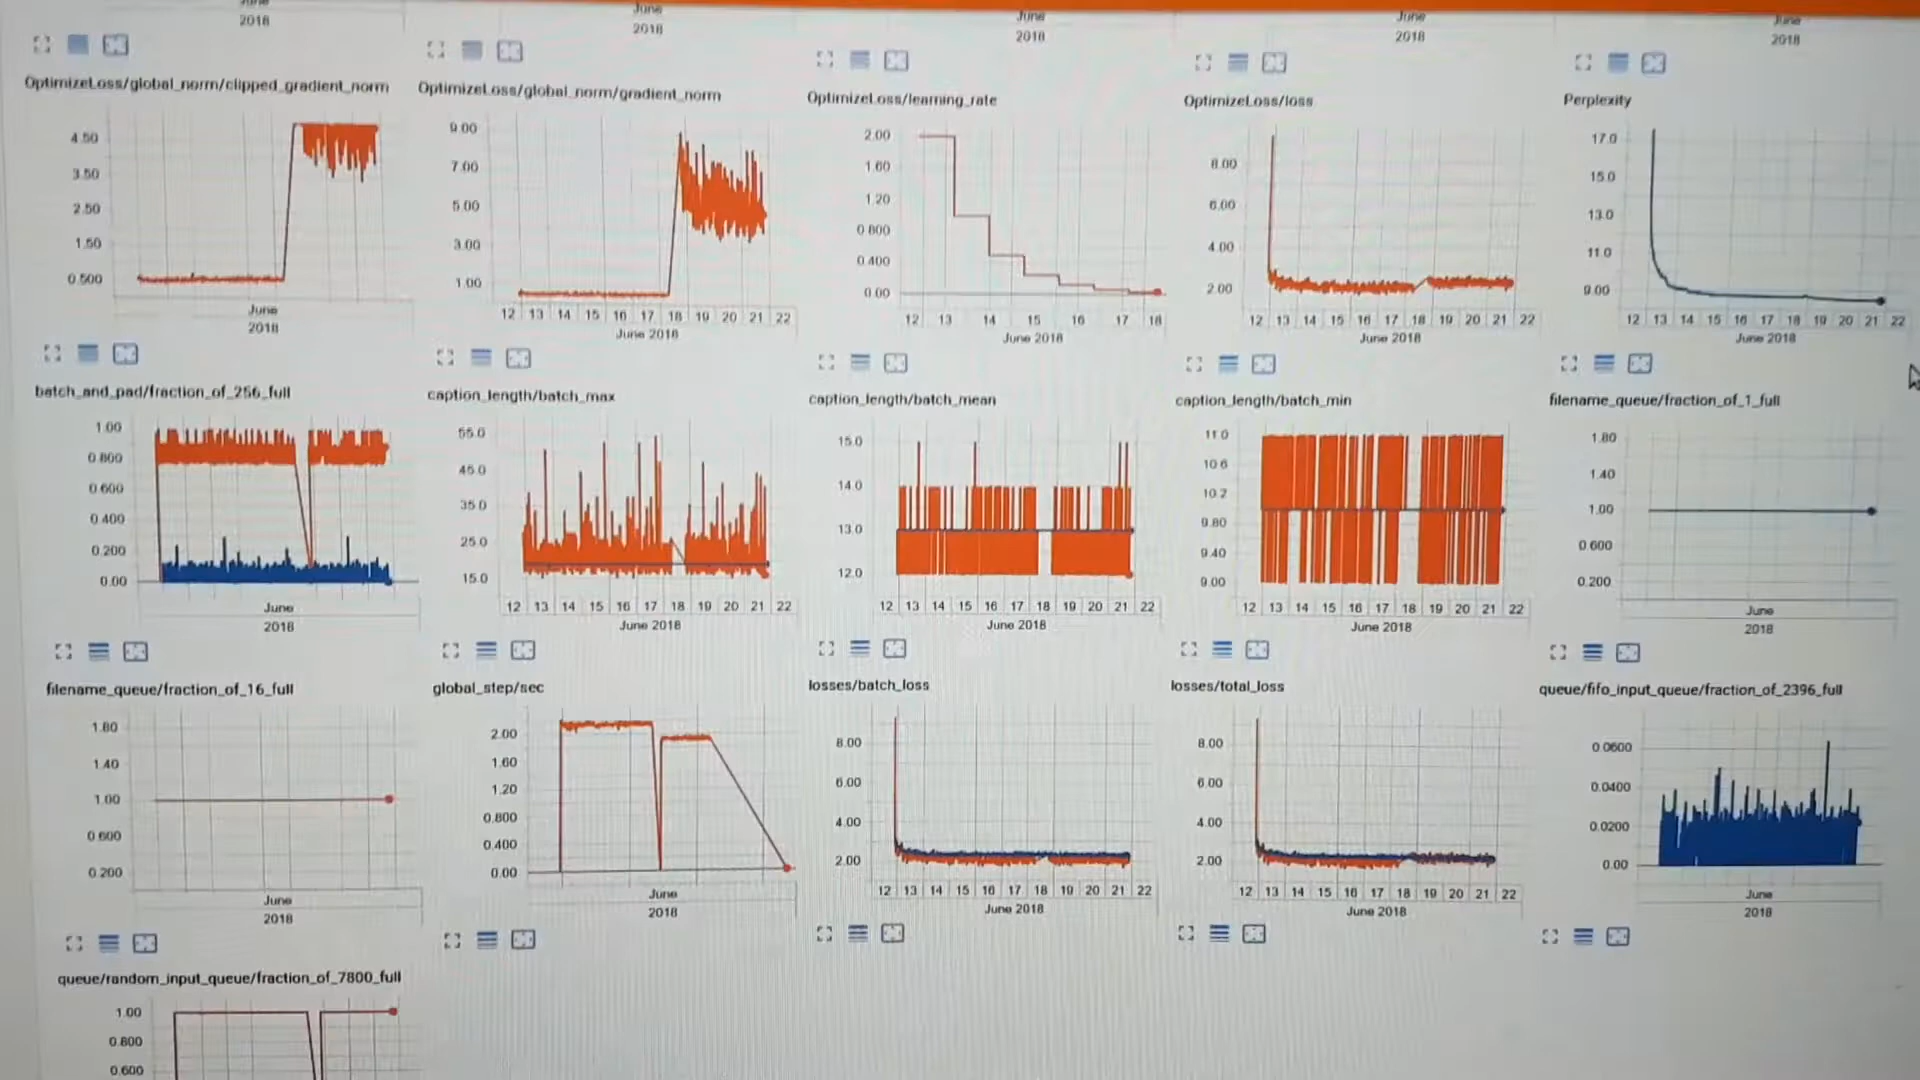 June June June June June
2018 2018 2018 2018 2018
OptimizeLoss/global_norm/clipped_gradient_norm
4.50
3.50
2.50
1.50
0.500
June
2018
OptimizeLoss/global_norm/gradient_norm
9.00
7.00
5.00
3.00
1.00
12 13 14 15 16 17 18 19 20 21 22
June 2018
OptimizeLoss/learning_rate
2.00
1.60
1.20
0.800
0.400
0.00
12 13 14 15 16 17 18
June 2018
OptimizeLoss/loss
8.00
6.00
4.00
2.00
12 13 14 15 16 17 18 19 20 21 22
June 2018
Perplexity
17.0
15.0
13.0
11.0
9.00
12 13 14 15 16 17 18 19 20 21 22
June 2018
batch_and_pad/fraction_of_256_full
1.00
0.800
0.600
0.400
0.200
0.00
June
2018
caption_length/batch_max
55.0
45.0
35.0
25.0
15.0
12 13 14 15 16 17 18 19 20 21 22
June 2018
caption_length/batch_mean
15.0
14.0
13.0
12.0
12 13 14 15 16 17 18 19 20 21 22
June 2018
caption_length/batch_min
11.0
10.6
10.2
9.80
9.40
9.00
12 13 14 15 16 17 18 19 20 21 22
June 2018
filename_queue/fraction_of_1_full
1.80
1.40
1.00
0.600
0.200
June
2018
filename_queue/fraction_of_16_full
1.80
1.40
1.00
0.600
0.200
June
2018
global_step/sec
2.00
1.60
1.20
0.800
0.400
0.00
June
2018
losses/batch_loss
8.00
6.00
4.00
2.00
12 13 14 15 16 17 18 19 20 21 22
June 2018
losses/total_loss
8.00
6.00
4.00
2.00
12 13 14 15 16 17 18 19 20 21 22
June 2018
queue/fifo_input_queue/fraction_of_2396_full
0.0600
0.0400
0.0200
0.00
June
2018
queue/random_input_queue/fraction_of_7800_full
1.00
0.800
0.600